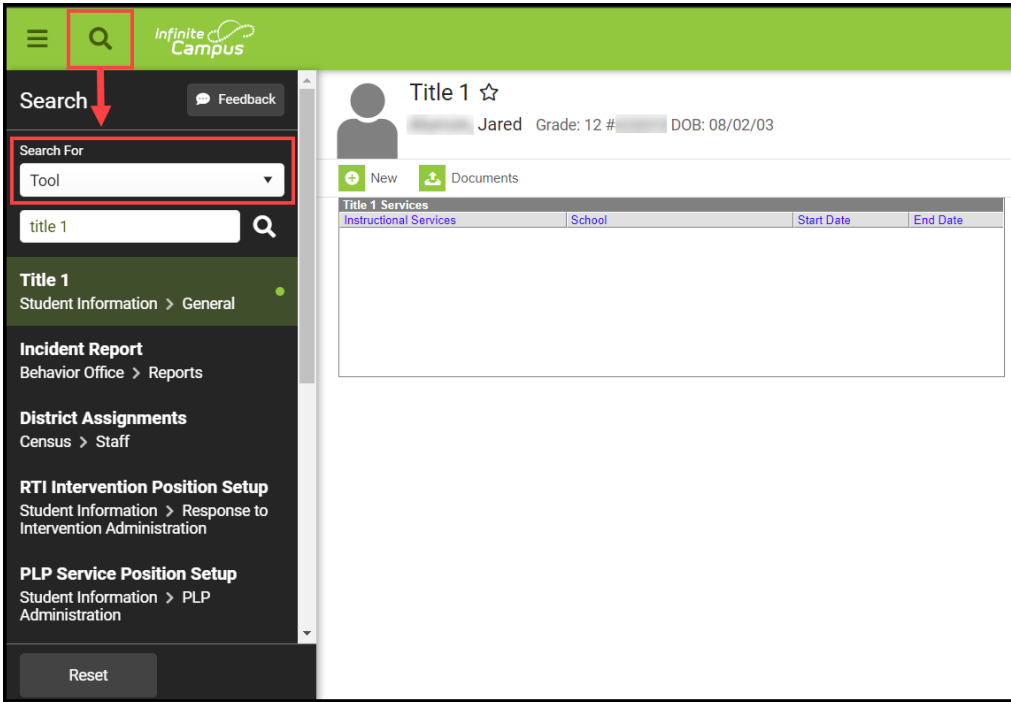 Infinite
Campus
Search
Feedback
Search For
Tool
title 1
Title 1
Student Information > General
Incident Report
Behavior Office > Reports
District Assignments
Census > Staff
RTI Intervention Position Setup
Student Information > Response to
Intervention Administration
PLP Service Position Setup
Student Information > PLP
Administration
Reset
Title 1
Jared Grade: 12 # DOB: 08/02/03
New Documents
Title 1 Services
Instructional Services School Start Date End Date